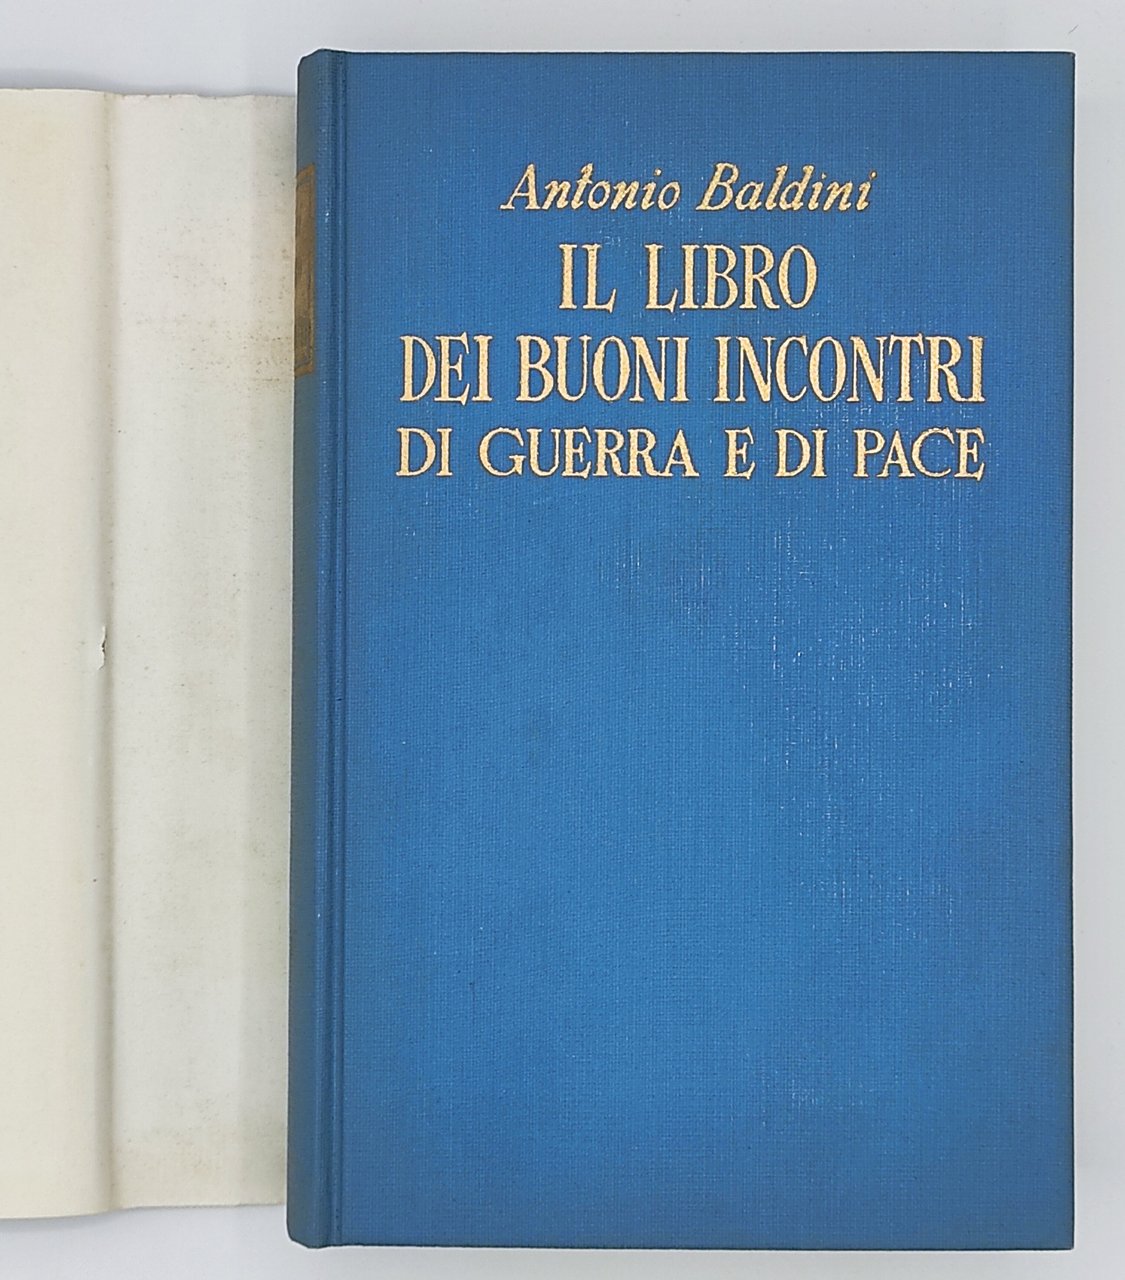 Antonio Baldini
IL LIBRO
DEI BUONI INCONTRI
DI GUERRA E DI PACE